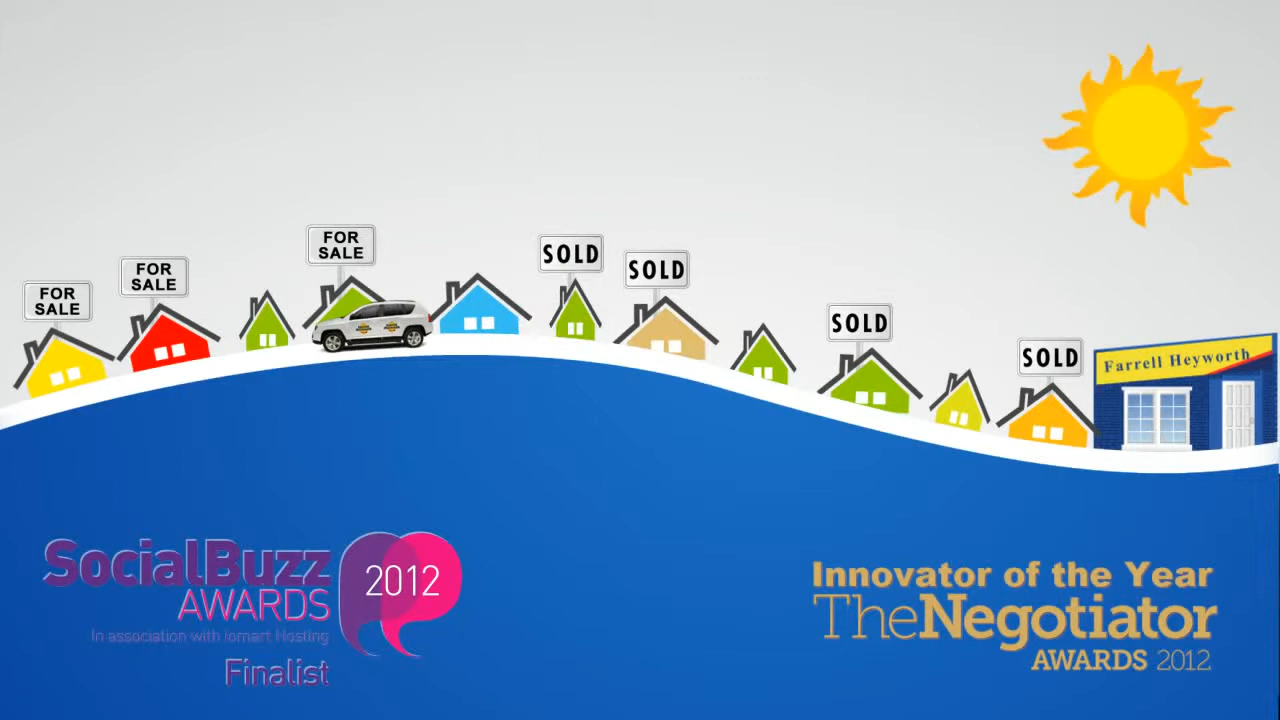 FOR
SALE
FOR
SALE
FOR
SALE
SOLD
SOLD
SOLD
SOLD
Farrell Heyworth
SocialBuzz
AWARDS
2012
In association with iomart Hosting
Finalist
Innovator of the Year
TheNegotiator
AWARDS 2012